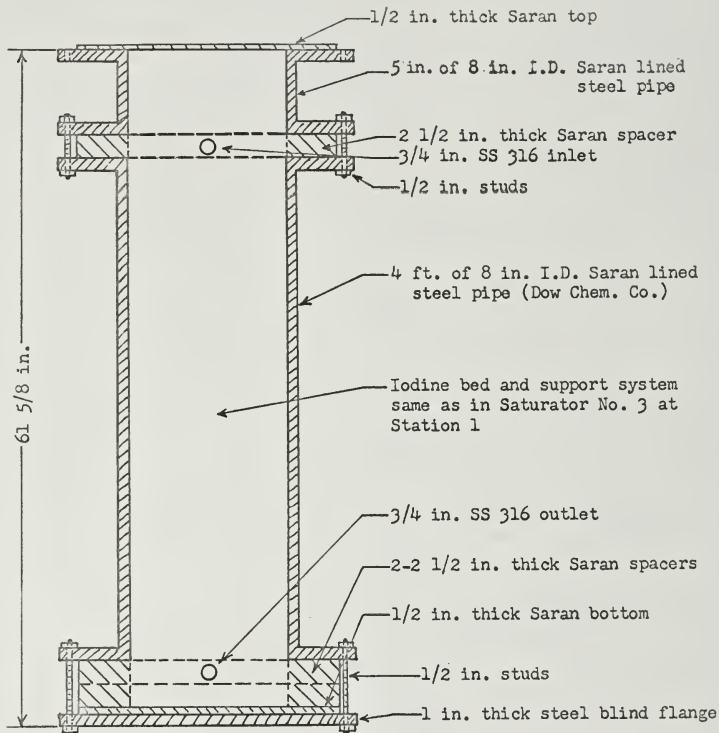 1/2 in. thick Saran top
5 in. of 8 in. I.D. Saran lined
steel pipe
2 1/2 in. thick Saran spacer
3/4 in. SS 316 inlet
1/2 in. studs
4 ft. of 8 in. I.D. Saran lined
steel pipe (Dow Chem. Co.)
61 5/8 in.
Iodine bed and support system
same as in Saturator No. 3 at
Station 1
3/4 in. SS 316 outlet
2-2 1/2 in. thick Saran spacers
1/2 in. thick Saran bottom
1/2 in. studs
1 in. thick steel blind flange